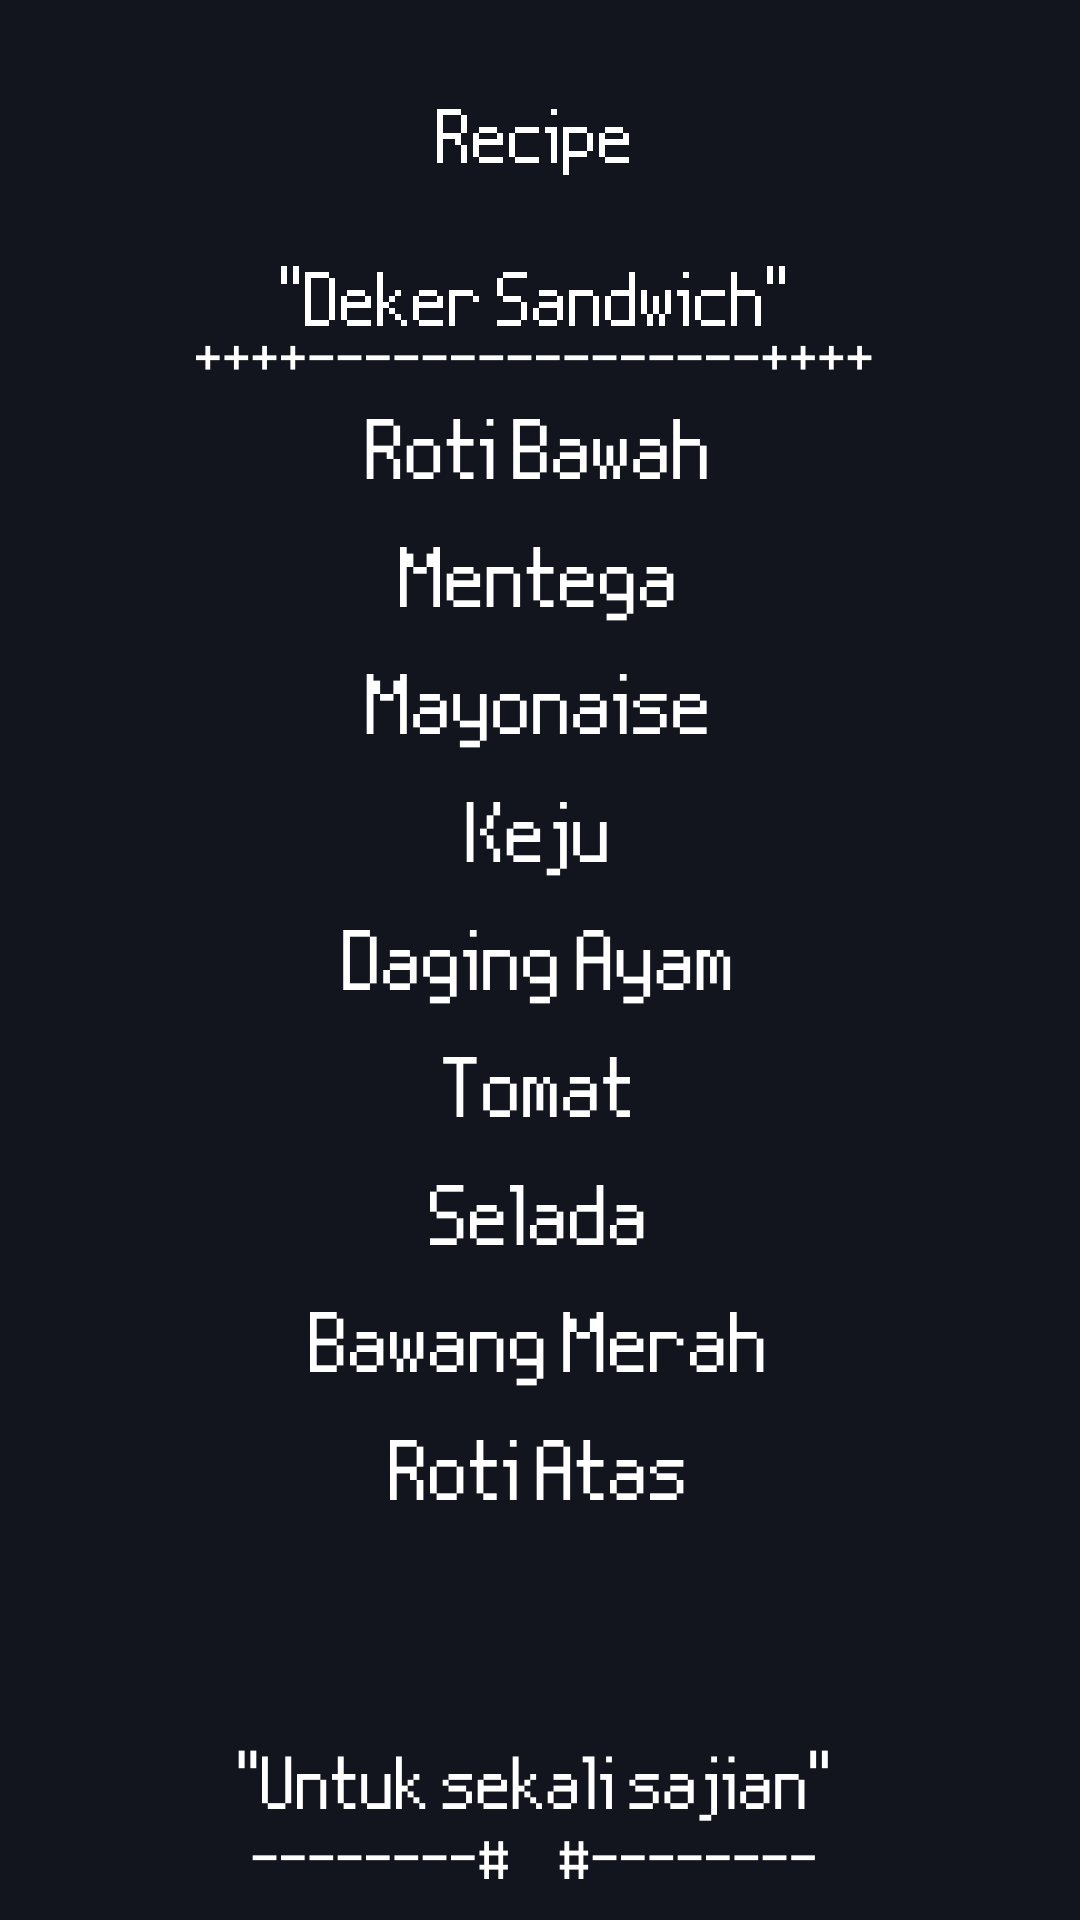 Recipe
"Deker Sandwich"
++++----------------++++
Roti Bawah
Mentega
Mayonaise
Keju
Daging Ayam
Tomat
Selada
Bawang Merah
Roti Atas
"Untuk sekali sajian"
--------# #--------